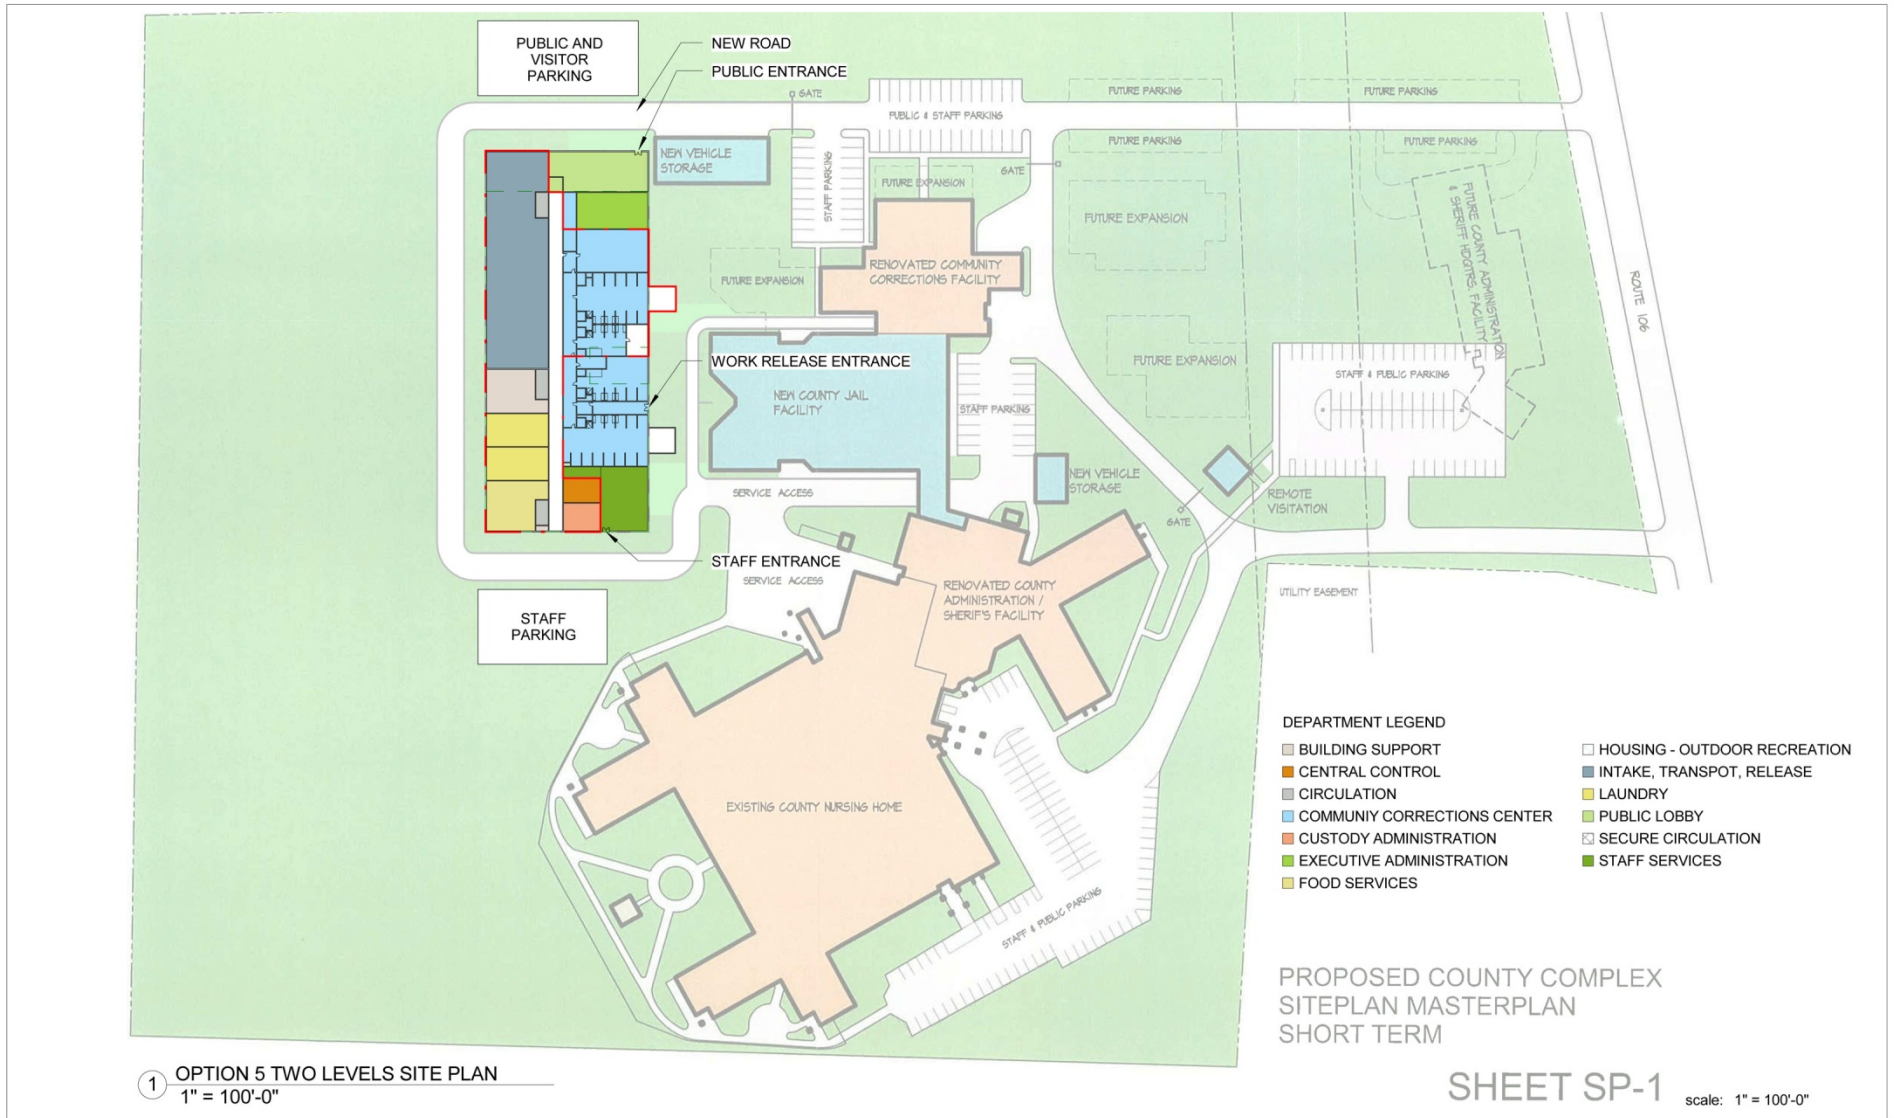 PUBLIC AND
VISITOR
PARKING
NEW ROAD
PUBLIC ENTRANCE
GATE
PUBLIC & STAFF PARKING
FUTURE PARKING
FUTURE PARKING
FUTURE PARKING
FUTURE PARKING
NEW VEHICLE
STORAGE
STAFF PARKING
FUTURE EXPANSION
GATE
FUTURE EXPANSION
FUTURE COUNTY ADMINISTRATION
& SHERIFF HDQTRS. FACILITY
ROUTE 106
RENOVATED COMMUNITY
CORRECTIONS FACILITY
FUTURE EXPANSION
FUTURE EXPANSION
WORK RELEASE ENTRANCE
STAFF & PUBLIC PARKING
NEW COUNTY JAIL
FACILITY
STAFF PARKING
NEW VEHICLE
STORAGE
SERVICE ACCESS
REMOTE
VISITATION
GATE
STAFF ENTRANCE
SERVICE ACCESS
RENOVATED COUNTY
ADMINISTRATION /
SHERIF'S FACILITY
UTILITY EASEMENT
STAFF
PARKING
EXISTING COUNTY NURSING HOME
STAFF & PUBLIC PARKING
DEPARTMENT LEGEND
BUILDING SUPPORT
CENTRAL CONTROL
CIRCULATION
COMMUNIY CORRECTIONS CENTER
CUSTODY ADMINISTRATION
EXECUTIVE ADMINISTRATION
FOOD SERVICES
HOUSING - OUTDOOR RECREATION
INTAKE, TRANSPOT, RELEASE
LAUNDRY
PUBLIC LOBBY
SECURE CIRCULATION
STAFF SERVICES
PROPOSED COUNTY COMPLEX
SITEPLAN MASTERPLAN
SHORT TERM
1 OPTION 5 TWO LEVELS SITE PLAN
1" = 100'-0"
SHEET SP-1 scale: 1" = 100'-0"